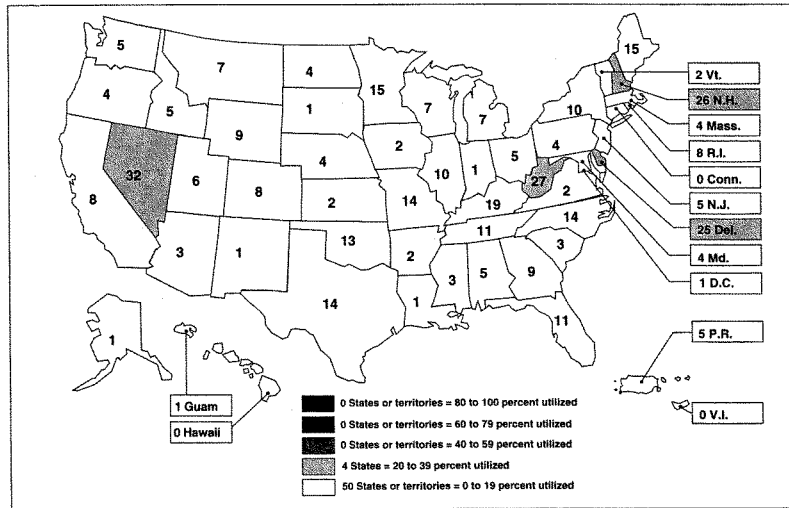 15
5
7
4
15
2 Vt.
26 N.H.
4
5
1
7
7
10
4 Mass.
9
8 R.I.
4
2
4
5
0 Conn.
32
6
8
10
1
5
27
5 N.J.
8
2
14
19
2
25 Del.
11
14
4 Md.
3
1
13
2
3
1 D.C.
14
3
5
9
1
11
5 P.R.
1
1 Guam
0 Hawaii
0 V.I.
0 States or territories = 80 to 100 percent utilized
0 States or territories = 60 to 79 percent utilized
0 States or territories = 40 to 59 percent utilized
4 States = 20 to 39 percent utilized
50 States or territories = 0 to 19 percent utilized